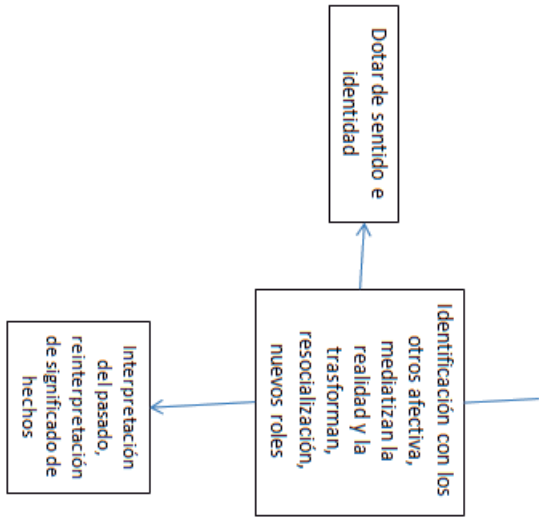 Dotar de sentido e
identidad
Identificación con los
otros afectiva,
mediatizan la
realidad y la
trasforman,
resocialización,
nuevos roles
Interpretación
del pasado,
reinterpretación
de significado de
hechos